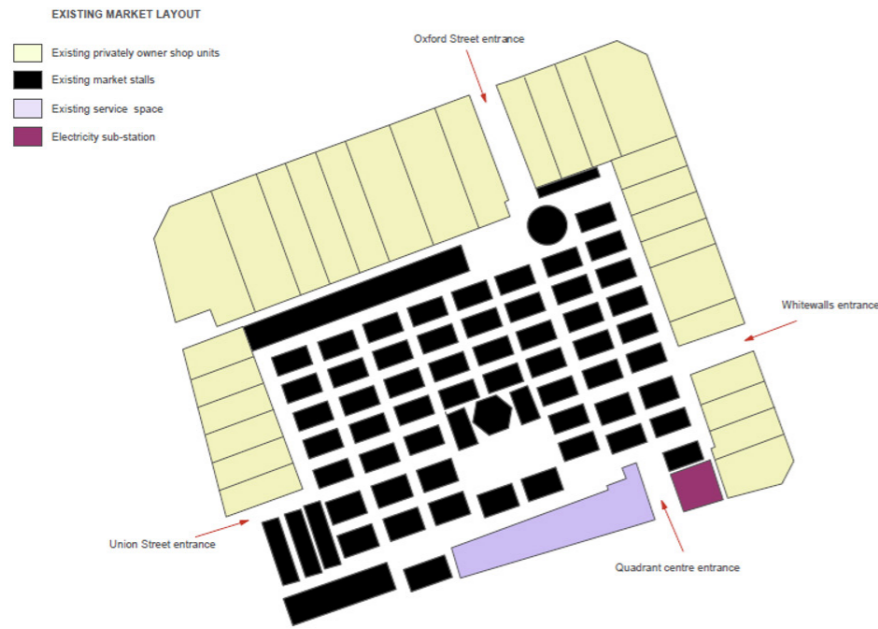 EXISTING MARKET LAYOUT
Existing privately owner shop units
Existing market stalls
Existing service space
Electricity sub-station
Oxford Street entrance
Whitewalls entrance
Union Street entrance
Quadrant centre entrance